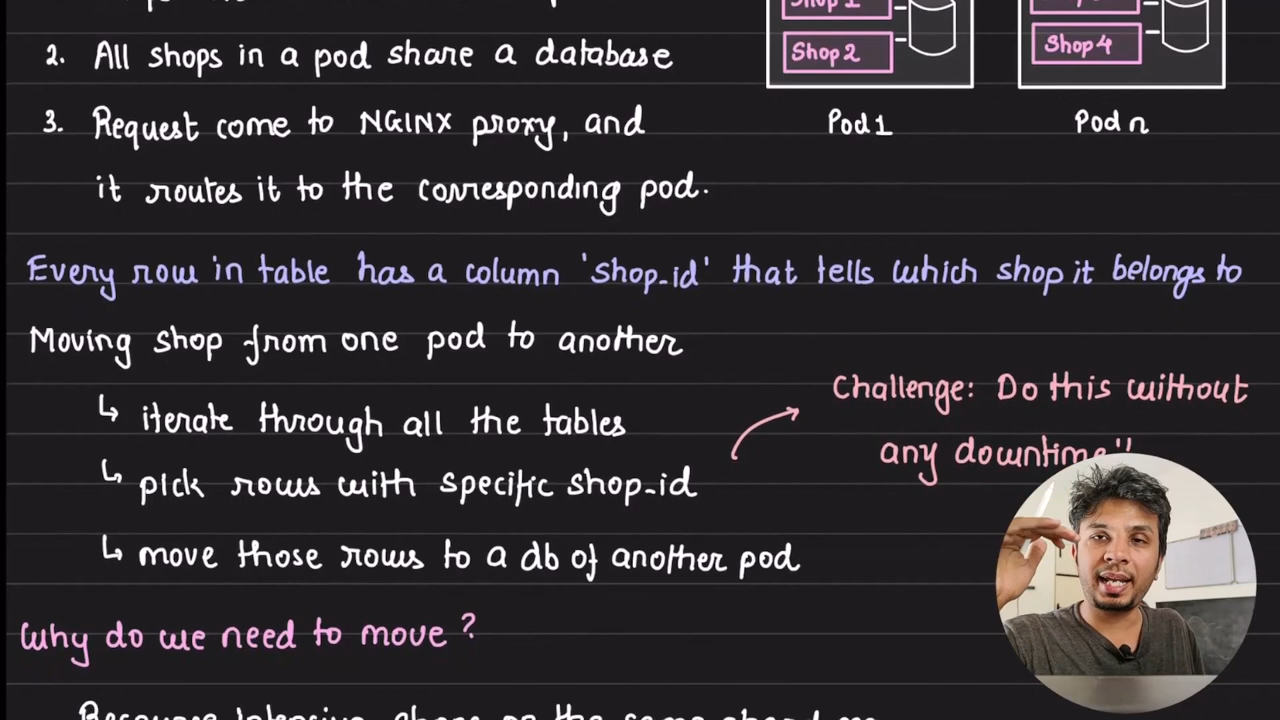 Shop 1
Shop 2
Shop 4
2. All shops in a pod share a database
3. Request come to NGINX proxy, and
it routes it to the corresponding pod.
Pod 1
Pod n
Every row in table has a column 'shop_id' that tells which shop it belongs to
Moving shop from one pod to another
↳ iterate through all the tables
↳ pick rows with specific shop_id
↳ move those rows to a db of another pod
Challenge: Do this without
any downtime"
Why do we need to move?